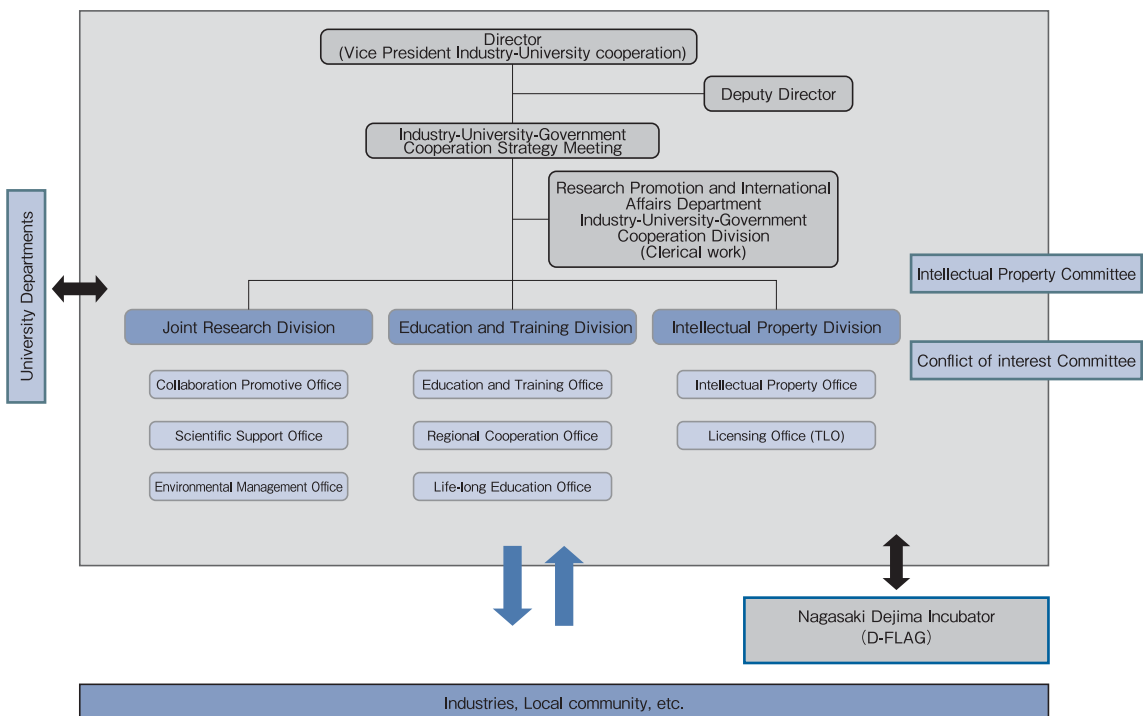 Director
(Vice President Industry-University cooperation)
Deputy Director
Industry-University-Government
Cooperation Strategy Meeting
Research Promotion and International
Affairs Department
Industry-University-Government
Cooperation Division
(Clerical work)
University Departments
Intellectual Property Committee
Conflict of interest Committee
Joint Research Division
Education and Training Division
Intellectual Property Division
Collaboration Promotive Office
Education and Training Office
Intellectual Property Office
Scientific Support Office
Regional Cooperation Office
Licensing Office (TLO)
Environmental Management Office
Life-long Education Office
Nagasaki Dejima Incubator
(D-FLAG)
Industries, Local community, etc.